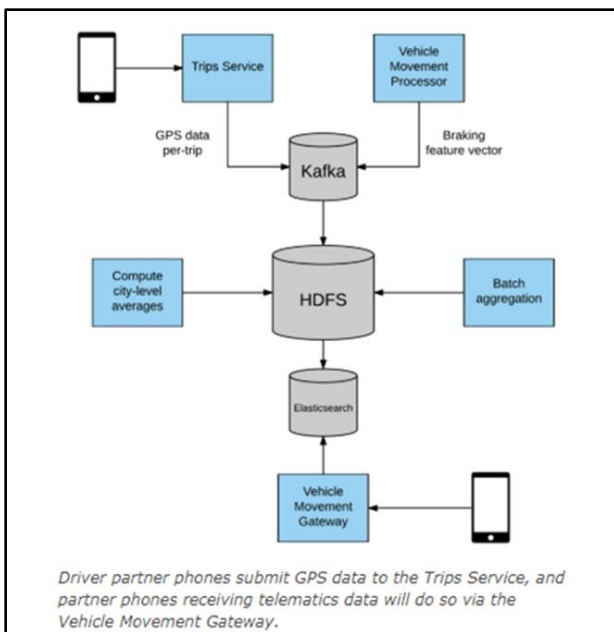 Trips Service
Vehicle
Movement
Processor
GPS data
per-trip
Braking
feature vector
Kafka
Compute
city-level
averages
HDFS
Batch
aggregation
Elasticsearch
Vehicle
Movement
Gateway
Driver partner phones submit GPS data to the Trips Service, and
partner phones receiving telematics data will do so via the
Vehicle Movement Gateway.